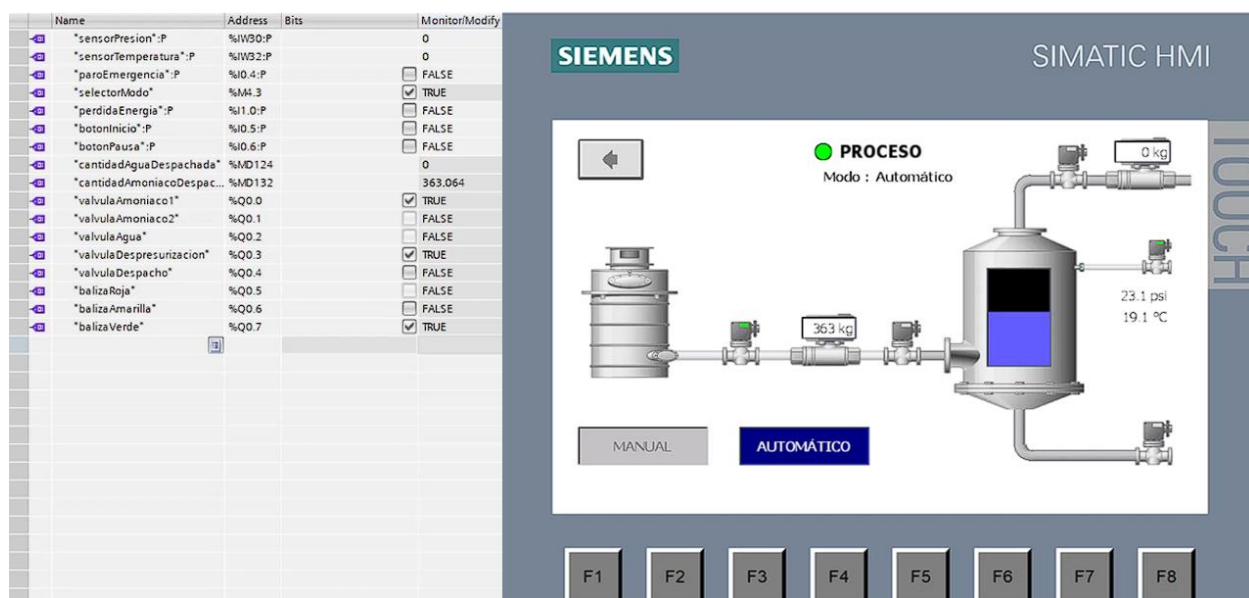 Name Address Bits Monitor/Modify
"sensorPresion":P %IW30:P 0
"sensorTemperatura":P %IW32:P 0
"paroEmergencia":P %I0.4:P FALSE
"selectorModo" %M4.3 TRUE
"perdidaEnergia":P %I1.0:P FALSE
"botonInicio":P %I0.5:P FALSE
"botonPausa":P %I0.6:P FALSE
"cantidadAguaDespachada" %MD124 0
"cantidadAmoniacoDespac... %MD132 363.064
"valvulaAmoniaco1" %Q0.0 TRUE
"valvulaAmoniaco2" %Q0.1 FALSE
"valvulaAgua" %Q0.2 FALSE
"valvulaDespresurizacion" %Q0.3 TRUE
"valvulaDespacho" %Q0.4 FALSE
"balizaRoja" %Q0.5 FALSE
"balizaAmarilla" %Q0.6 FALSE
"balizaVerde" %Q0.7 TRUE
SIEMENS SIMATIC HMI
TOUCH
PROCESO
Modo : Automático
0 kg
23.1 psi
19.1 ºC
363 kg
MANUAL AUTOMÁTICO
F1 F2 F3 F4 F5 F6 F7 F8